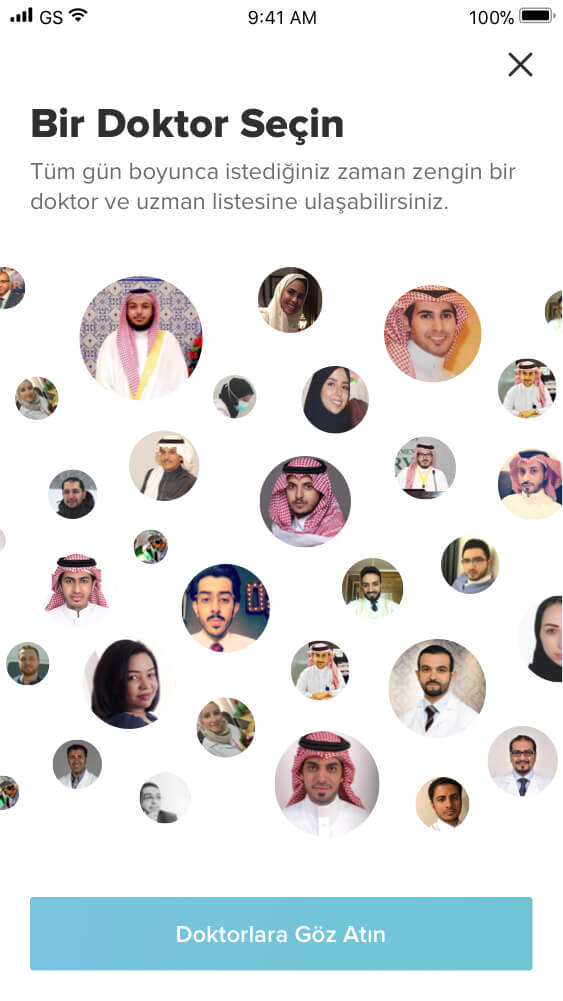 GS 9:41 AM 100%
Bir Doktor Seçin
Tüm gün boyunca istediğiniz zaman zengin bir
doktor ve uzman listesine ulaşabilirsiniz.
Doktorlara Göz Atın